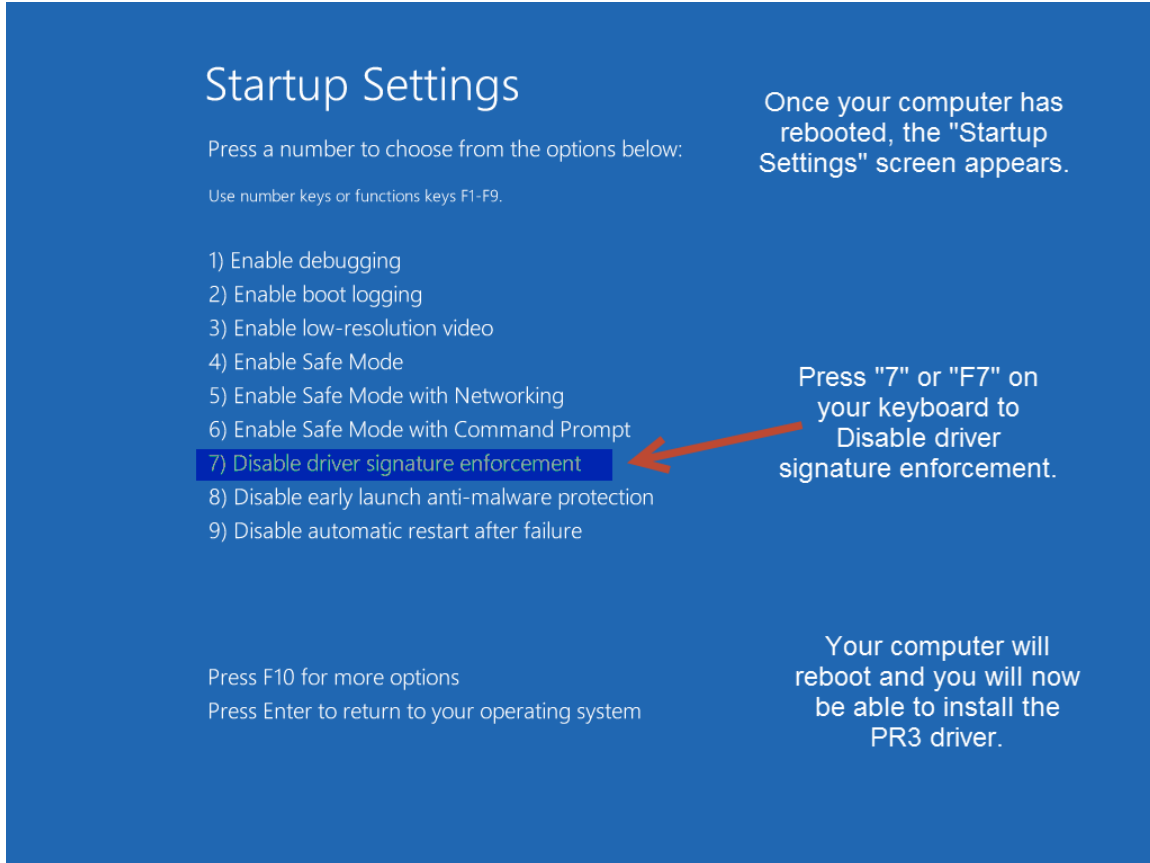 Startup Settings
Press a number to choose from the options below:
Use number keys or functions keys F1-F9.
1) Enable debugging
2) Enable boot logging
3) Enable low-resolution video
4) Enable Safe Mode
5) Enable Safe Mode with Networking
6) Enable Safe Mode with Command Prompt
7) Disable driver signature enforcement
8) Disable early launch anti-malware protection
9) Disable automatic restart after failure
Press F10 for more options
Press Enter to return to your operating system
Once your computer has
rebooted, the "Startup
Settings" screen appears.
Press "7" or "F7" on
your keyboard to
Disable driver
signature enforcement.
Your computer will
reboot and you will now
be able to install the
PR3 driver.